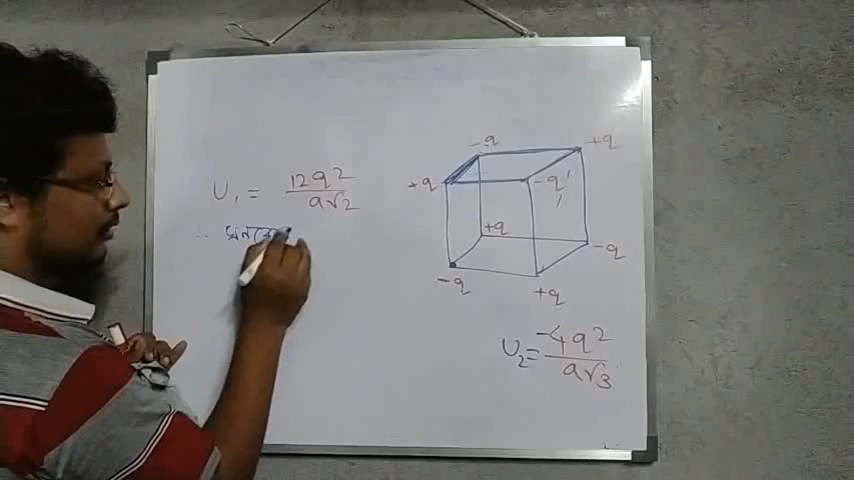 U₁ = 12q² / a√2
∴
-q
+q
+q
-q'
+q
-q
-q
+q
U₂ = -4q² / a√3